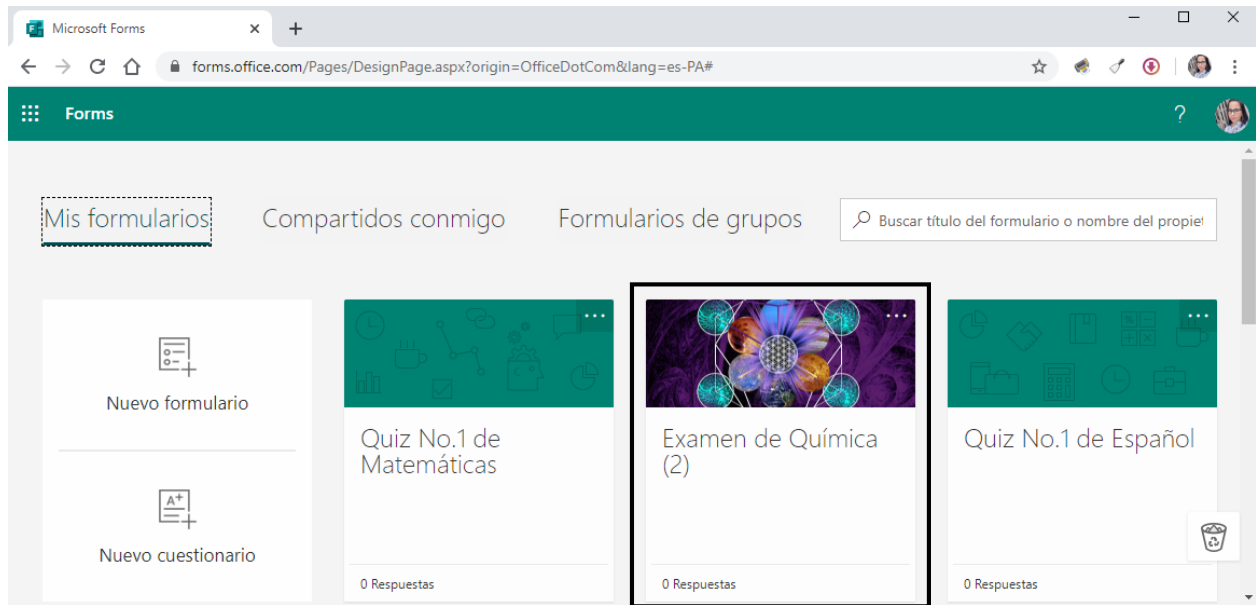 Microsoft Forms
forms.office.com/Pages/DesignPage.aspx?origin=OfficeDotCom&lang=es-PA#
Forms
?
Mis formularios
Compartidos conmigo
Formularios de grupos
Buscar título del formulario o nombre del propiet
Nuevo formulario
A+
Nuevo cuestionario
Quiz No.1 de
Matemáticas
0 Respuestas
Examen de Química
(2)
0 Respuestas
Quiz No.1 de Español
0 Respuestas